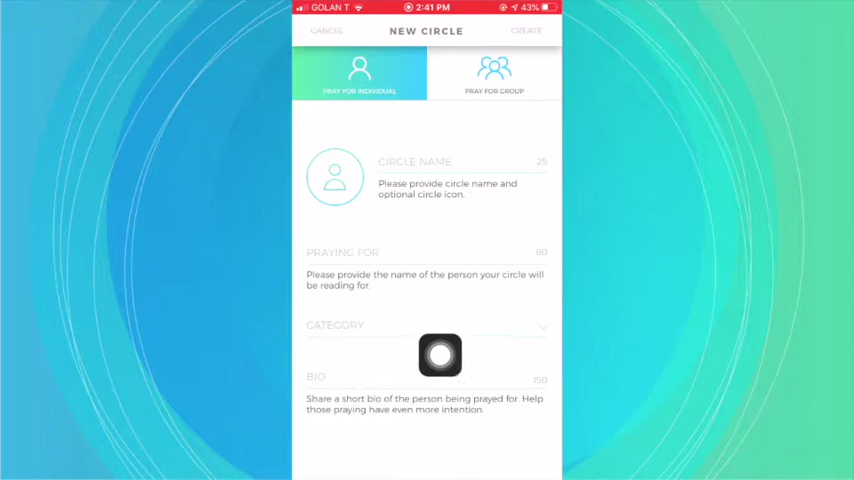 GOLAN T 2:41 PM 43%
CANCEL NEW CIRCLE CREATE
PRAY FOR INDIVIDUAL PRAY FOR GROUP
CIRCLE NAME 25
Please provide circle name and
optional circle icon.
PRAYING FOR 80
Please provide the name of the person your circle will
be reading for.
CATEGORY
BIO 150
Share a short bio of the person being prayed for. Help
those praying have even more intention.